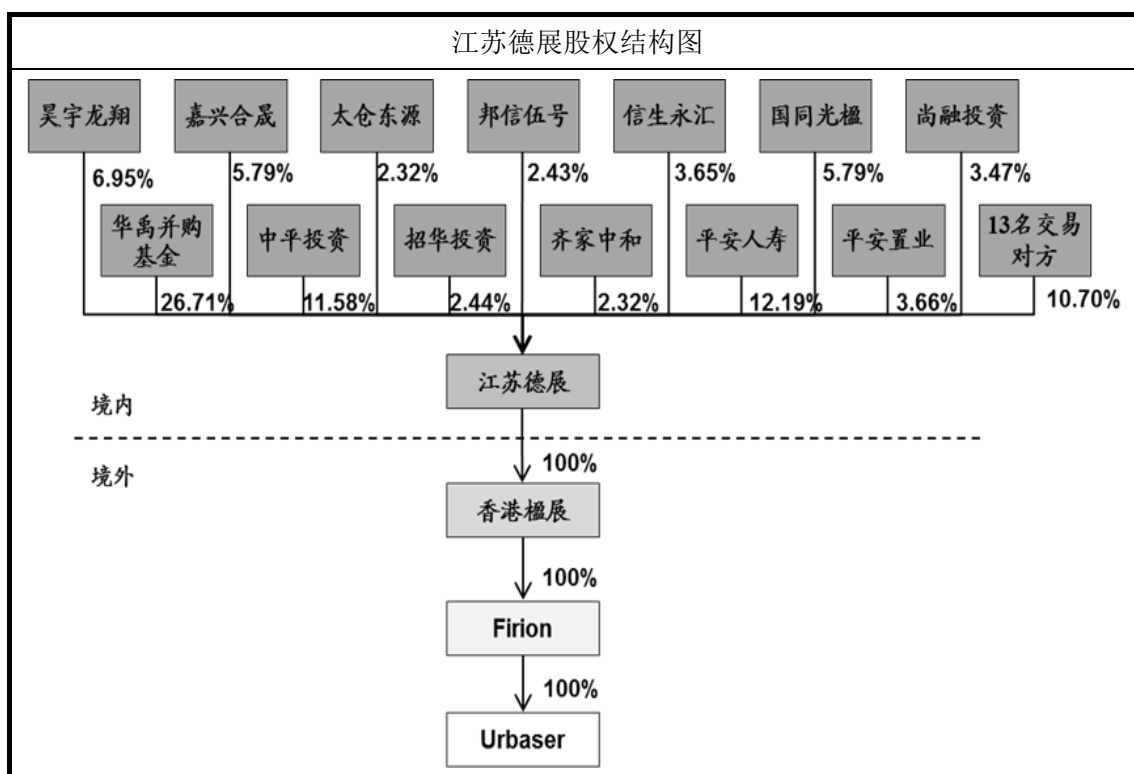 江苏德展股权结构图
昊宇龙翔
嘉兴合晟
太仓东源
邦信伍号
信生永汇
国同光楹
尚融投资
6.95%
5.79%
2.32%
2.43%
3.65%
5.79%
3.47%
华禹并购
基金
中平投资
招华投资
齐家中和
平安人寿
平安置业
13名交易
对方
26.71%
11.58%
2.44%
2.32%
12.19%
3.66%
10.70%
江苏德展
境内
境外
100%
香港楹展
100%
Firion
100%
Urbaser